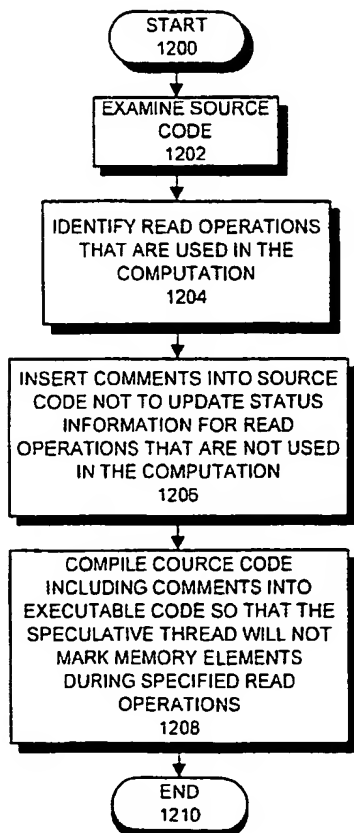 START
1200
EXAMINE SOURCE
CODE
1202
IDENTIFY READ OPERATIONS
THAT ARE USED IN THE
COMPUTATION
1204
INSERT COMMENTS INTO SOURCE
CODE NOT TO UPDATE STATUS
INFORMATION FOR READ
OPERATIONS THAT ARE NOT USED
IN THE COMPUTATION
1206
COMPILE COURCE CODE
INCLUDING COMMENTS INTO
EXECUTABLE CODE SO THAT THE
SPECULATIVE THREAD WILL NOT
MARK MEMORY ELEMENTS
DURING SPECIFIED READ
OPERATIONS
1208
END
1210